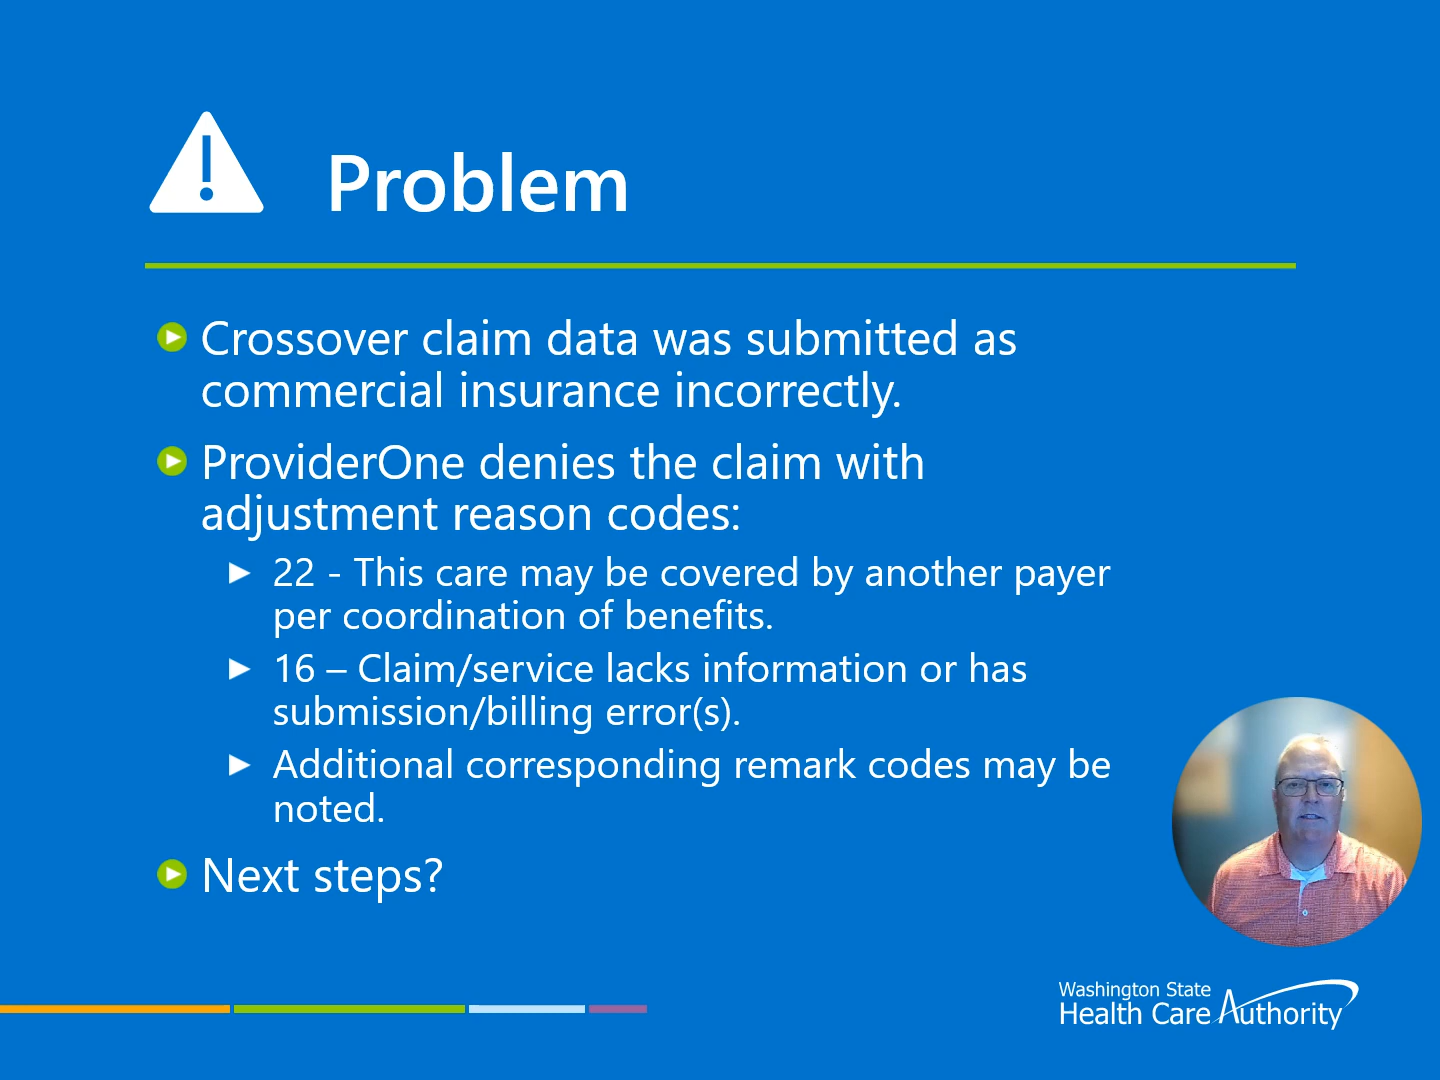 Problem
Crossover claim data was submitted as
commercial insurance incorrectly.
ProviderOne denies the claim with
adjustment reason codes:
22 - This care may be covered by another payer
per coordination of benefits.
16 – Claim/service lacks information or has
submission/billing error(s).
Additional corresponding remark codes may be
noted.
Next steps?
Washington State
Health Care Authority